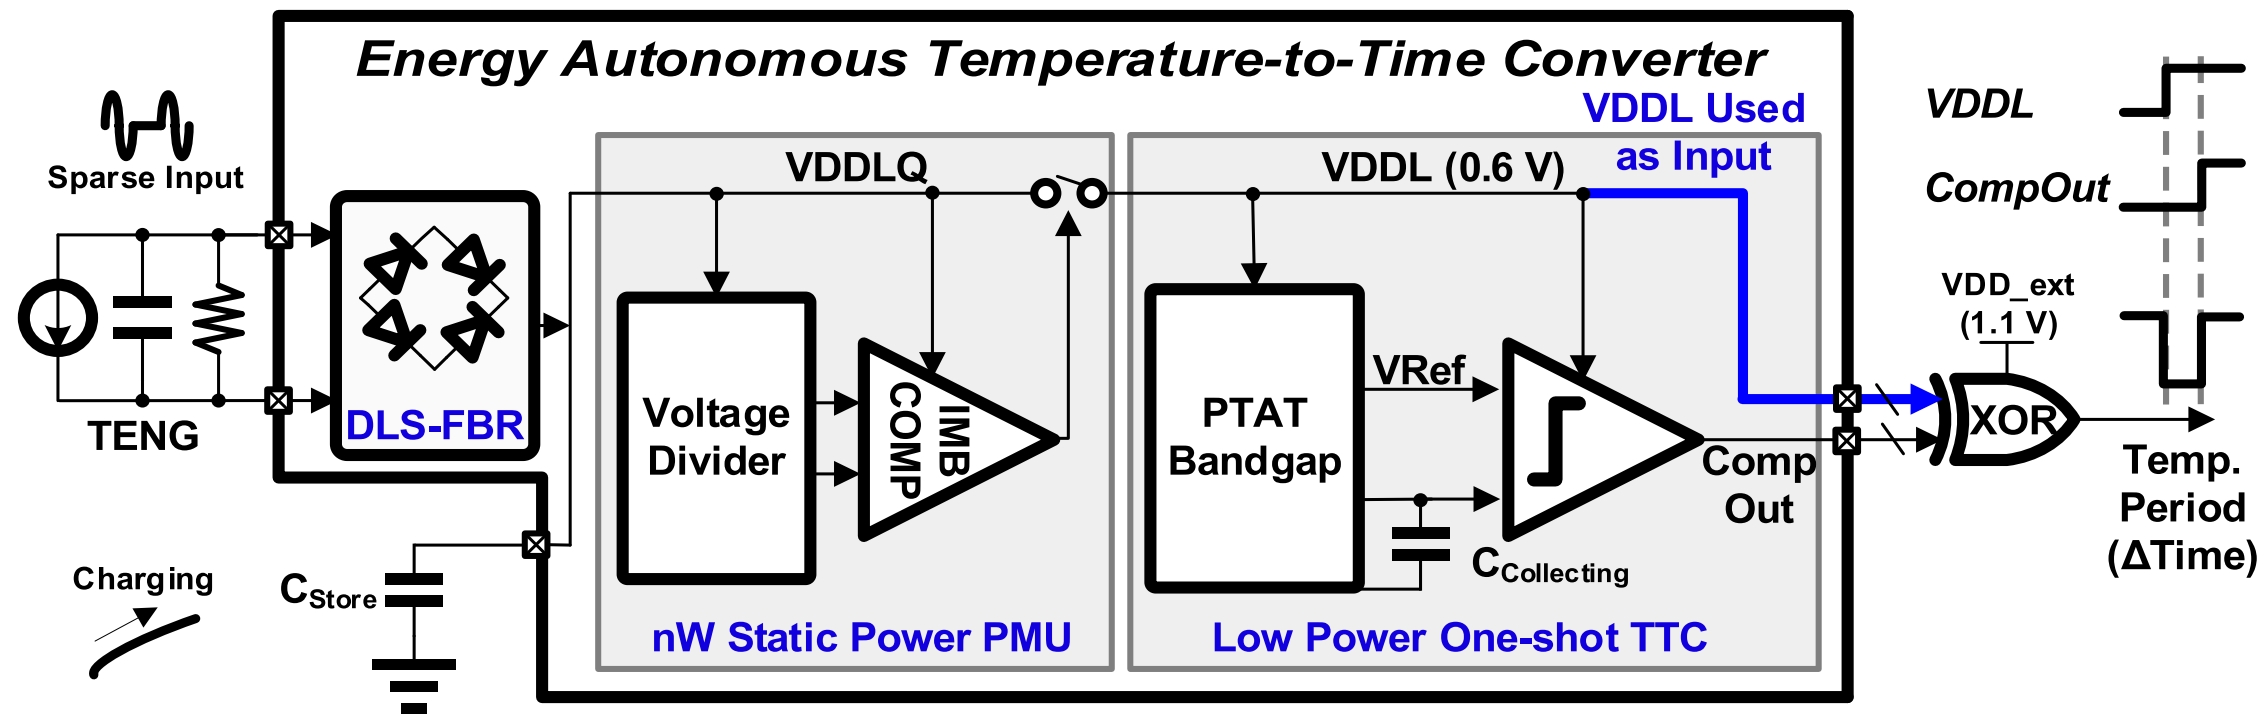 Energy Autonomous Temperature-to-Time Converter
Sparse Input
TENG
DLS-FBR
Charging
CStore
VDDLQ
Voltage
Divider
IMB
COMP
nW Static Power PMU
VDDL (0.6 V)
VDDL Used
as Input
PTAT
Bandgap
VRef
CCollecting
Comp
Out
Low Power One-shot TTC
VDDL
CompOut
VDD_ext
(1.1 V)
XOR
Temp.
Period
(ΔTime)